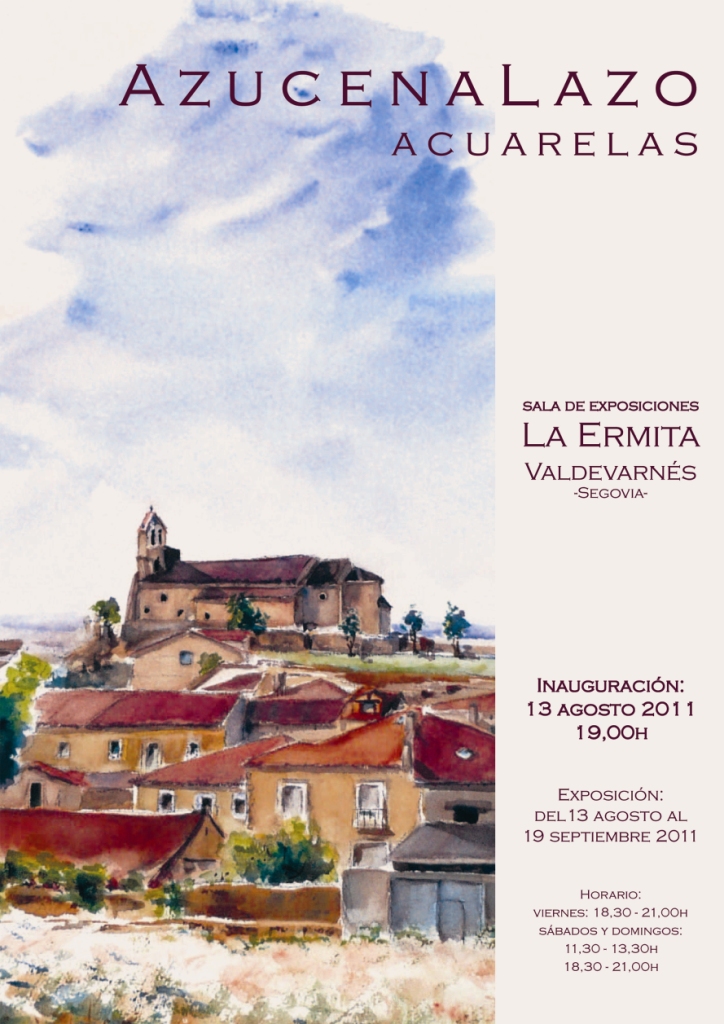 AZUCENALAZO
ACUARELAS
SALA DE EXPOSICIONES
LA ERMITA
VALDEVARNÉS
-SEGOVIA-
INAUGURACIÓN:
13 AGOSTO 2011
19,00H
EXPOSICIÓN:
DEL13 AGOSTO AL
19 SEPTIEMBRE 2011
HORARIO:
VIERNES: 18,30 - 21,00H
SÁBADOS Y DOMINGOS:
11,30 - 13,30H
18,30 - 21,00H